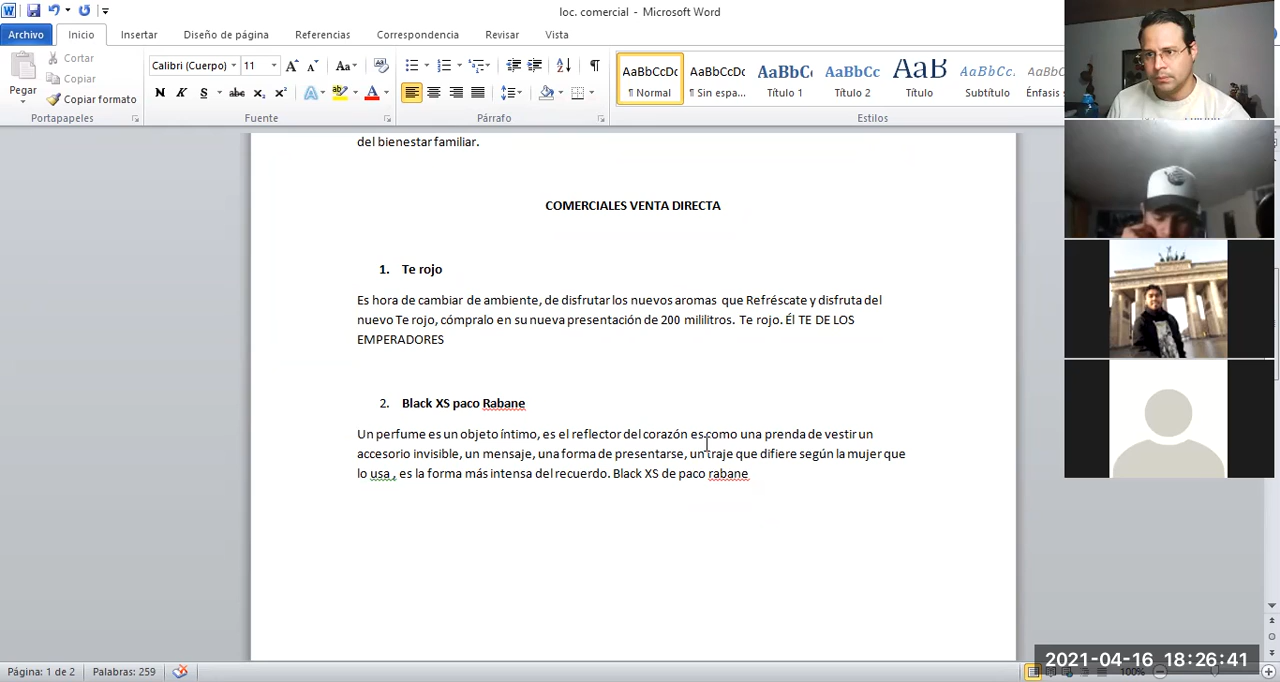 loc. comercial - Microsoft Word
Archivo Inicio Insertar Diseño de página Referencias Correspondencia Revisar Vista
Pegar
Cortar
Copiar
Copiar formato
Portapapeles
Calibri (Cuerpo) 11
N K S abc x₂ x² A ab A
Aa
Fuente
Párrafo
AaBbCcDc AaBbCcDc AaBbC AaBbCc AaB AaBbCc. AaBbCc
¶ Normal ¶ Sin espa... Título 1 Título 2 Título Subtítulo Énfasis
Estilos
del bienestar familiar.
COMERCIALES VENTA DIRECTA
1. Te rojo
Es hora de cambiar de ambiente, de disfrutar los nuevos aromas que Refréscate y disfruta del
nuevo Te rojo, cómpralo en su nueva presentación de 200 mililitros. Te rojo. Él TE DE LOS
EMPERADORES
2. Black XS paco Rabane
Un perfume es un objeto íntimo, es el reflector del corazón es como una prenda de vestir un
accesorio invisible, un mensaje, una forma de presentarse, un traje que difiere según la mujer que
lo usa , es la forma más intensa del recuerdo. Black XS de paco rabane
Página: 1 de 2 Palabras: 259
100%
2021-04-16 18:26:41